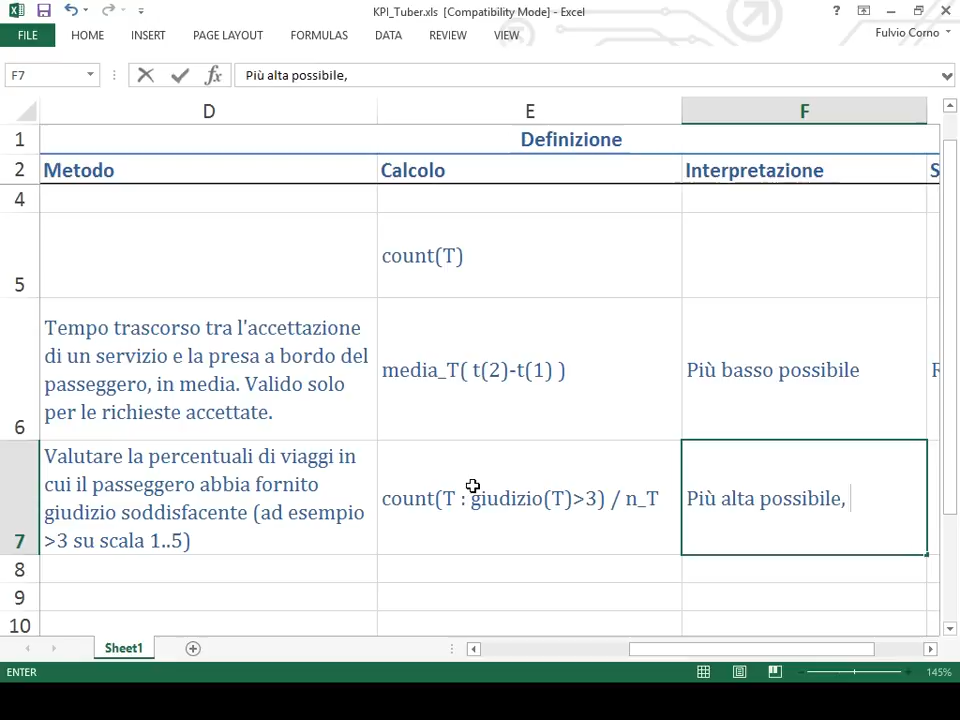 KPI_Tuber.xls [Compatibility Mode] - Excel
?
FILE HOME INSERT PAGE LAYOUT FORMULAS DATA REVIEW VIEW
Fulvio Corno
F7
fx
Più alta possibile,
D E F
1 Definizione
2 Metodo Calcolo Interpretazione S
4
5 count(T)
Tempo trascorso tra l'accettazione
di un servizio e la presa a bordo del
passeggero, in media. Valido solo
per le richieste accettate.
6
media_T( t(2)-t(1) )
Più basso possibile
R
Valutare la percentuali di viaggi in
cui il passeggero abbia fornito
giudizio soddisfacente (ad esempio
>3 su scala 1..5)
7
count(T : giudizio(T)>3) / n_T
Più alta possibile,
8
9
10
Sheet1
ENTER
145%